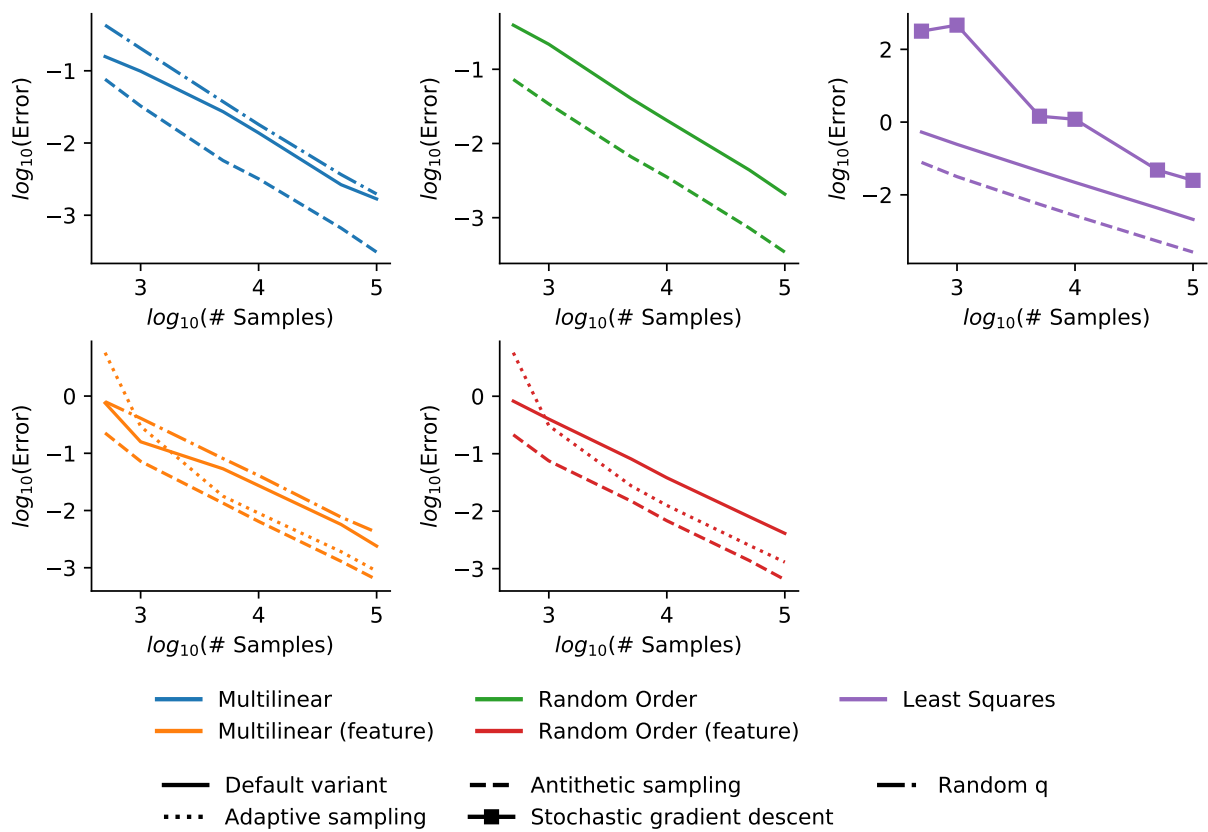 log₁₀(Error)
−1
−2
−3
3 4 5
log₁₀(# Samples)
log₁₀(Error)
−1
−2
−3
3 4 5
log₁₀(# Samples)
log₁₀(Error)
2
0
−2
3 4 5
log₁₀(# Samples)
log₁₀(Error)
0
−1
−2
−3
3 4 5
log₁₀(# Samples)
log₁₀(Error)
0
−1
−2
−3
3 4 5
log₁₀(# Samples)
Multilinear Random Order Least Squares
Multilinear (feature) Random Order (feature)
Default variant Antithetic sampling Random q
Adaptive sampling Stochastic gradient descent